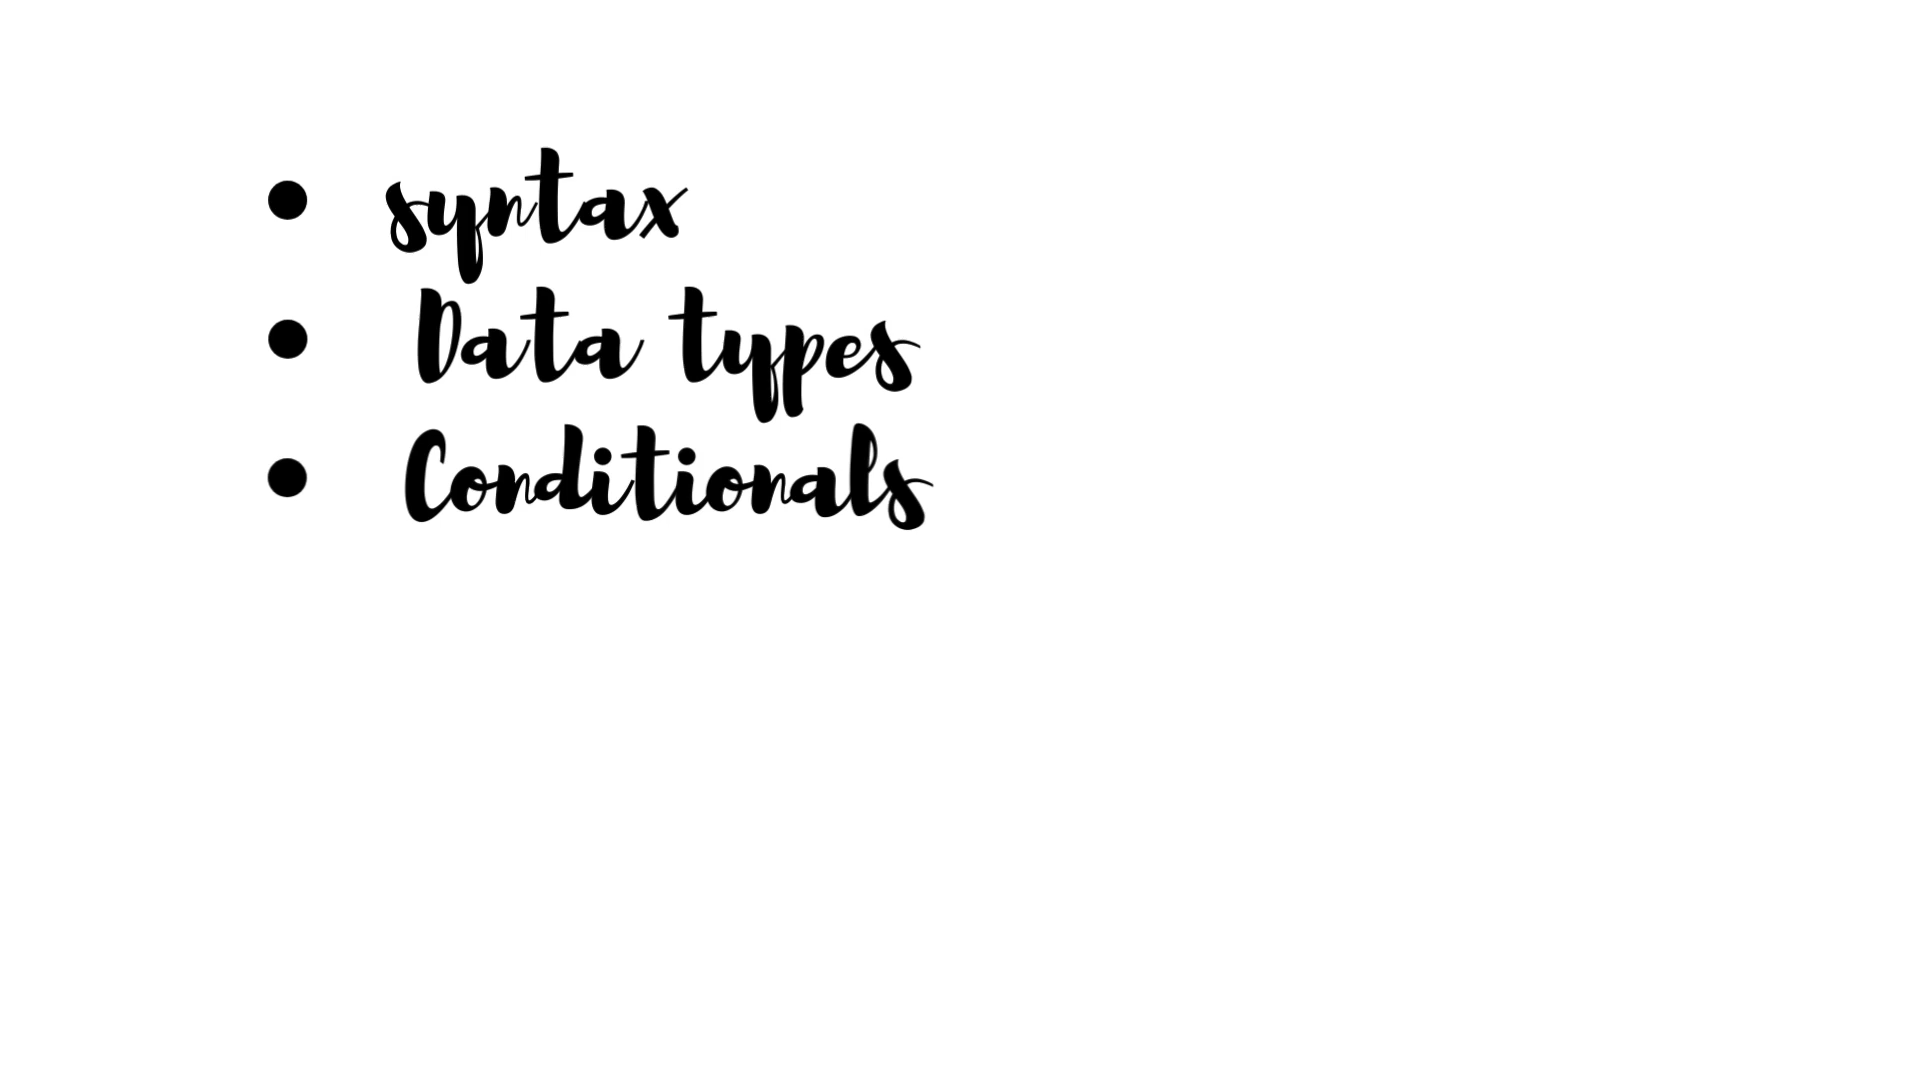 • syntax
• Data types
• Conditionals